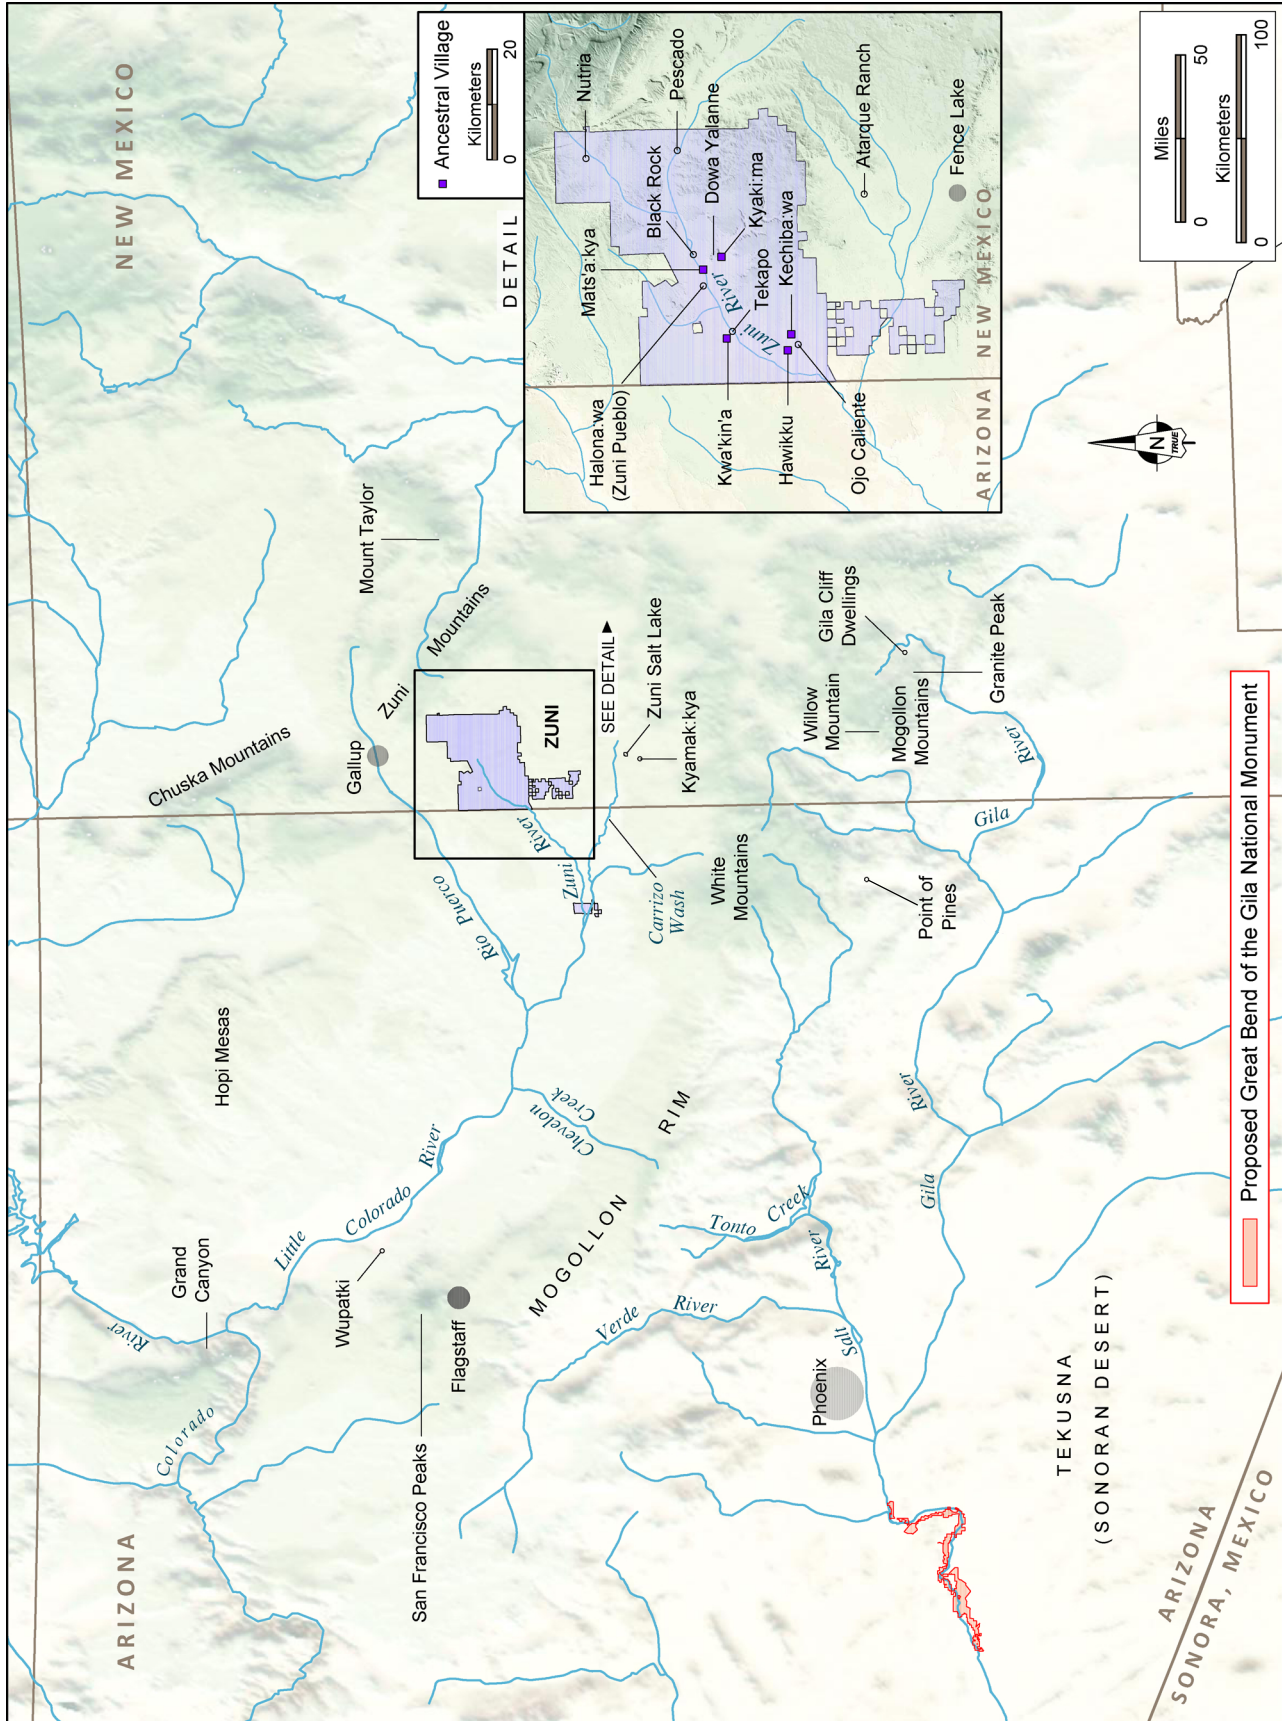 ARIZONA
NEW MEXICO
Colorado
River
Grand
Canyon
Hopi Mesas
Chuska Mountains
Little
Colorado
River
Wupatki
San Francisco Peaks
Flagstaff
Gallup
Zuni
Mountains
Mount Taylor
Rio Puerco
ZUNI
Zuni
River
SEE DETAIL
Chevelon
Creek
Carrizo
Wash
Zuni Salt Lake
Kyamak:kya
MOGOLLON
RIM
White
Mountains
Verde
River
Tonto
Creek
Salt
River
Phoenix
Willow
Mountain
Mogollon
Mountains
Gila Cliff
Dwellings
Granite Peak
Point of
Pines
Gila
River
Gila
River
TEKUSNA
(SONORAN DESERT)
ARIZONA
SONORA, MEXICO
DETAIL
Ancestral Village
Kilometers
0
20
Nutria
Pescado
Black Rock
Dowa Yalanne
Mats'a:kya
Kyaki:ma
Halona:wa
(Zuni Pueblo)
Zuni
River
Tekapo
Kechiba:wa
Kwa'kin'a
Hawikku
Ojo Caliente
Atarque Ranch
Fence Lake
ARIZONA
NEW MEXICO
N
TRUE
Miles
0
50
Kilometers
0
100
Proposed Great Bend of the Gila National Monument